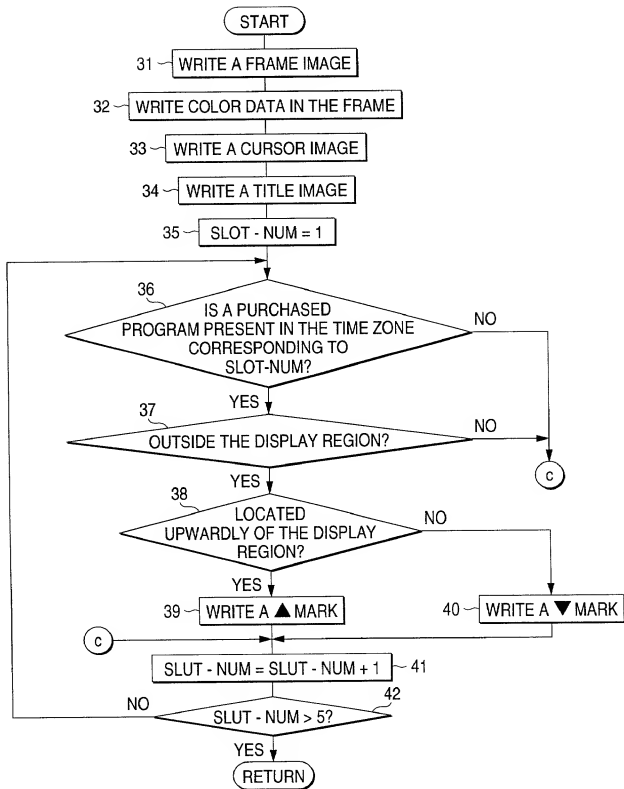 START
31 WRITE A FRAME IMAGE
32 WRITE COLOR DATA IN THE FRAME
33 WRITE A CURSOR IMAGE
34 WRITE A TITLE IMAGE
35 SLOT - NUM = 1
36
IS A PURCHASED
PROGRAM PRESENT IN THE TIME ZONE
CORRESPONDING TO
SLOT-NUM?
NO
YES
37
OUTSIDE THE DISPLAY REGION?
NO
c
YES
38
LOCATED
UPWARDLY OF THE DISPLAY
REGION?
NO
YES
39 WRITE A ▲ MARK
40 WRITE A ▼ MARK
c
SLUT - NUM = SLUT - NUM + 1 41
42
NO
SLUT - NUM > 5?
YES
RETURN